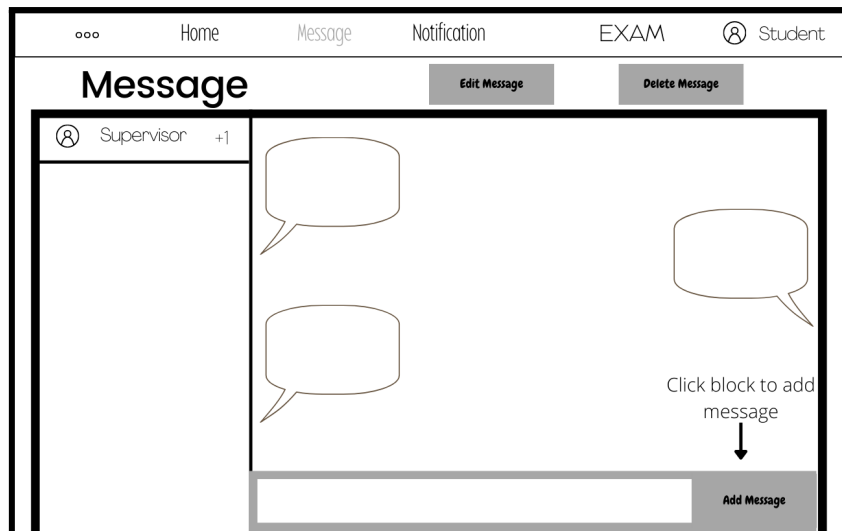 ooo Home Message Notification EXAM Student
Message Edit Message Delete Message
Supervisor +1
Click block to add
message
Add Message